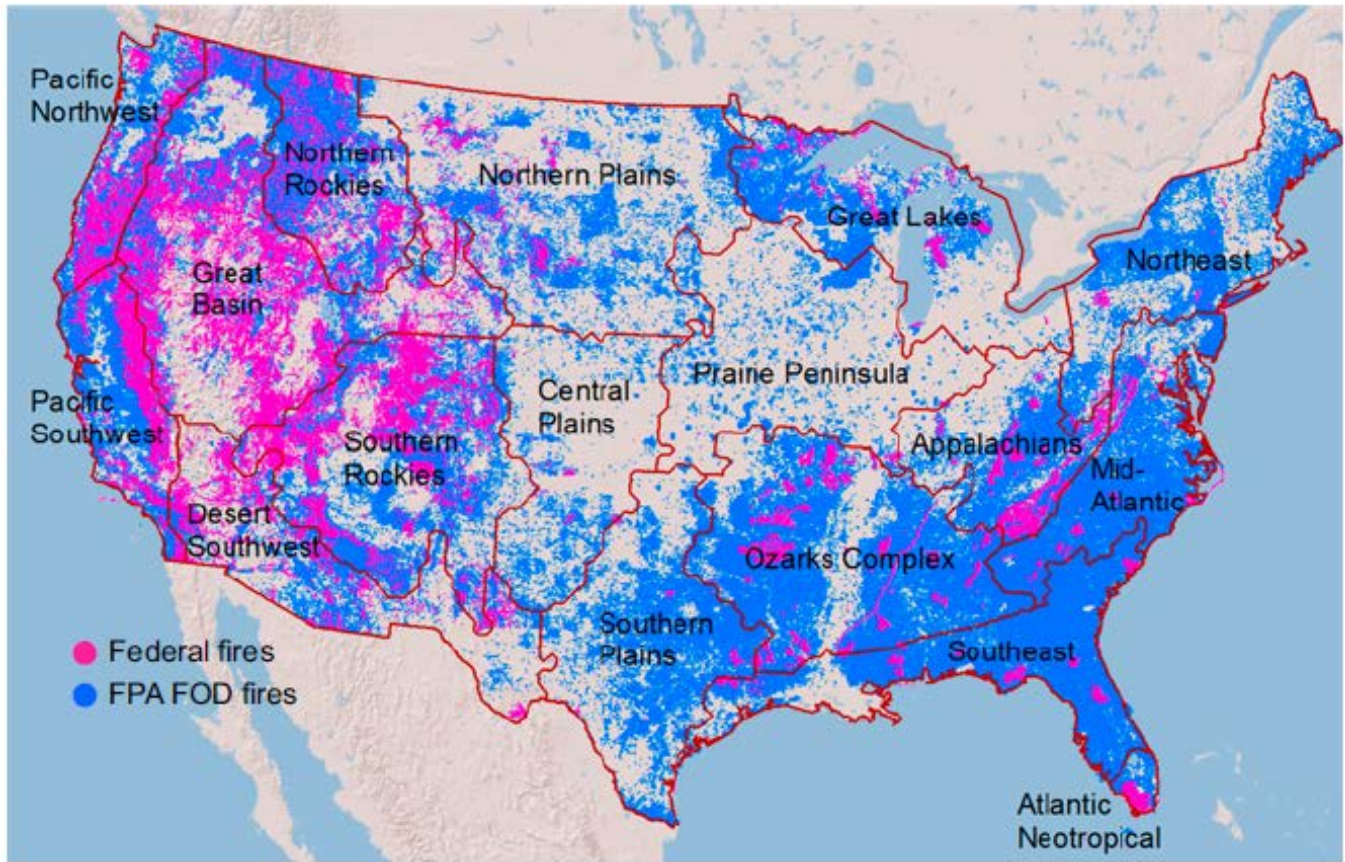 Pacific
Northwest
Northern
Rockies
Northern Plains
Great Lakes
Northeast
Great
Basin
Prairie Peninsula
Central
Plains
Pacific
Southwest
Southern
Rockies
Appalachians
Mid-
Atlantic
Desert
Southwest
Ozarks Complex
Southern
Plains
Southeast
Federal fires
FPA FOD fires
Atlantic
Neotropical